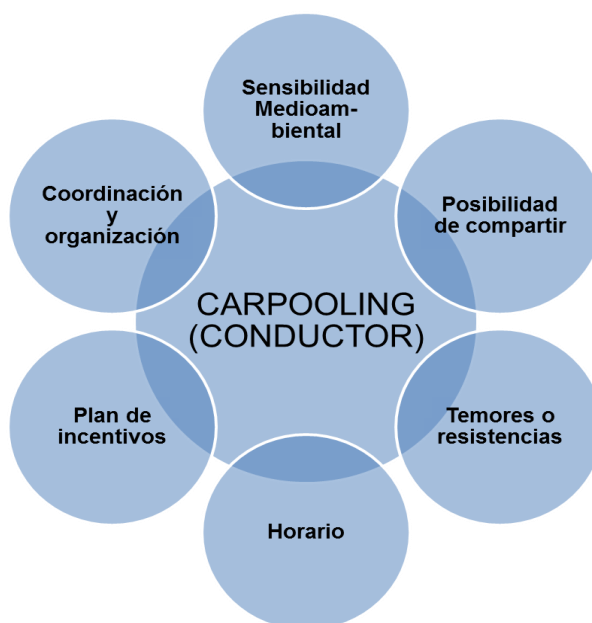 Sensibilidad
Medioam-
biental
Coordinación
y
organización
Posibilidad
de compartir
CARPOOLING
(CONDUCTOR)
Plan de
incentivos
Temores o
resistencias
Horario